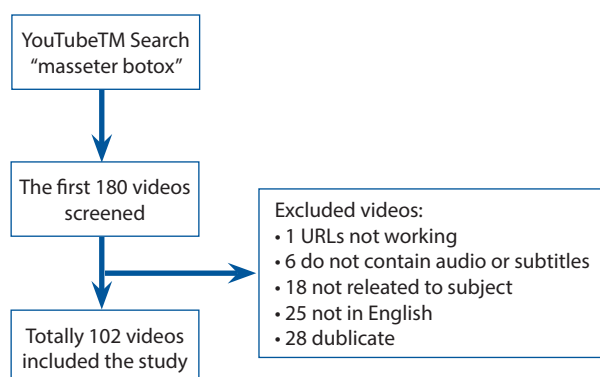 YouTubeTM Search
“masseter botox”
The first 180 videos
screened
Excluded videos:
• 1 URLs not working
• 6 do not contain audio or subtitles
• 18 not releated to subject
• 25 not in English
• 28 dublicate
Totally 102 videos
included the study